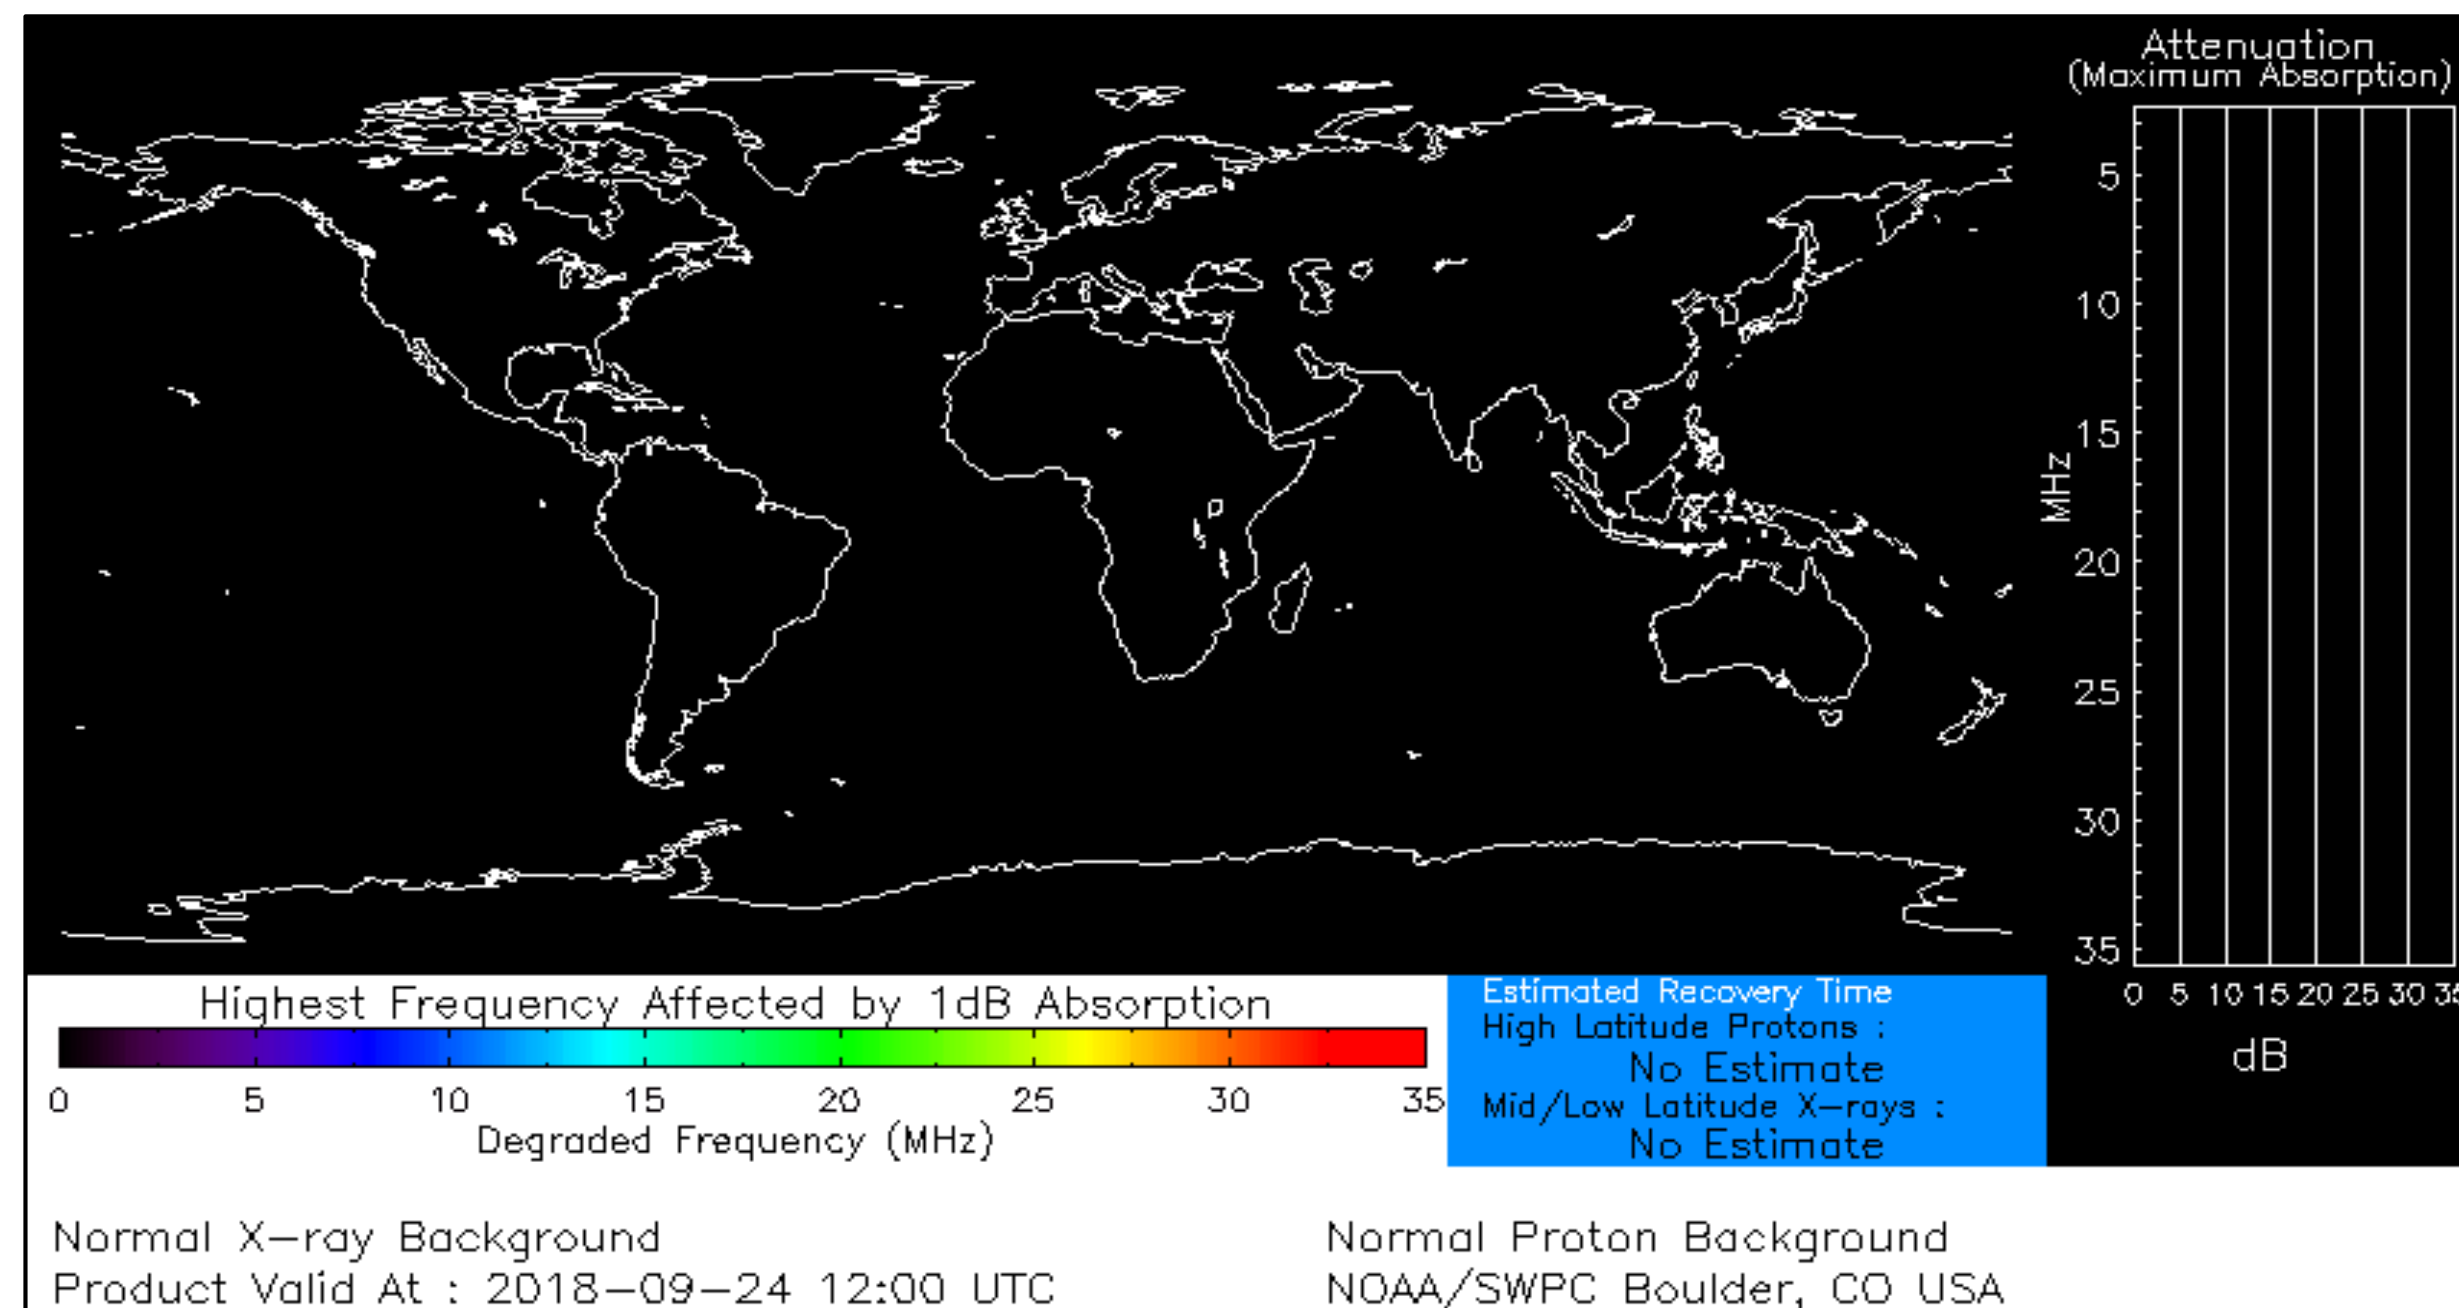 Attenuation
(Maximum Absorption)
5
10
15
20
25
30
35
MHz
0 5 10 15 20 25 30 35
dB
Highest Frequency Affected by 1dB Absorption
0 5 10 15 20 25 30 35
Degraded Frequency (MHz)
Estimated Recovery Time
High Latitude Protons :
No Estimate
Mid/Low Latitude X-rays :
No Estimate
Normal X-ray Background
Normal Proton Background
Product Valid At : 2018-09-24 12:00 UTC
NOAA/SWPC Boulder, CO USA